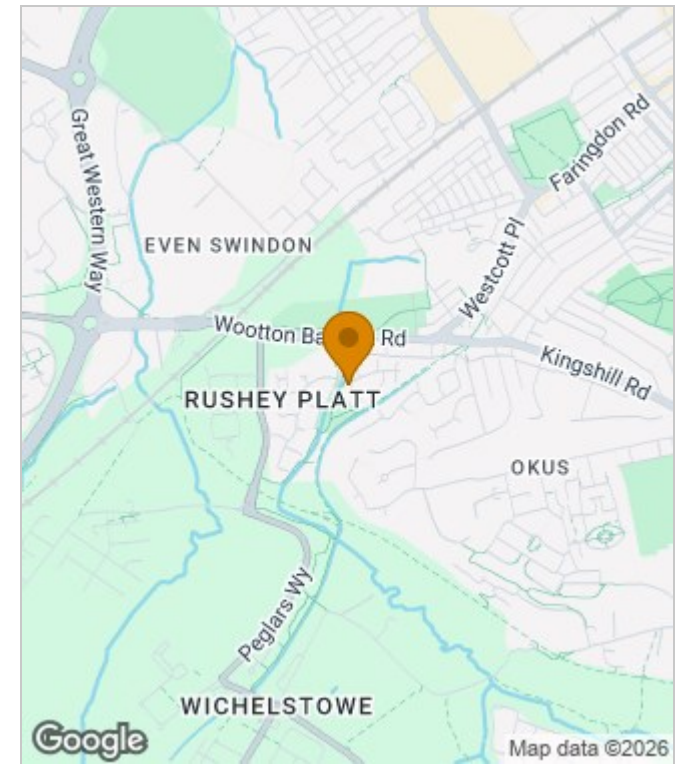 Great Western Way
Faringdon Rd
EVEN SWINDON
Westcott Pl
Wootton Ba Rd
Kingshill Rd
RUSHEY PLATT
OKUS
Peglars Wy
WICHELSTOWE
Google
Map data ©2026